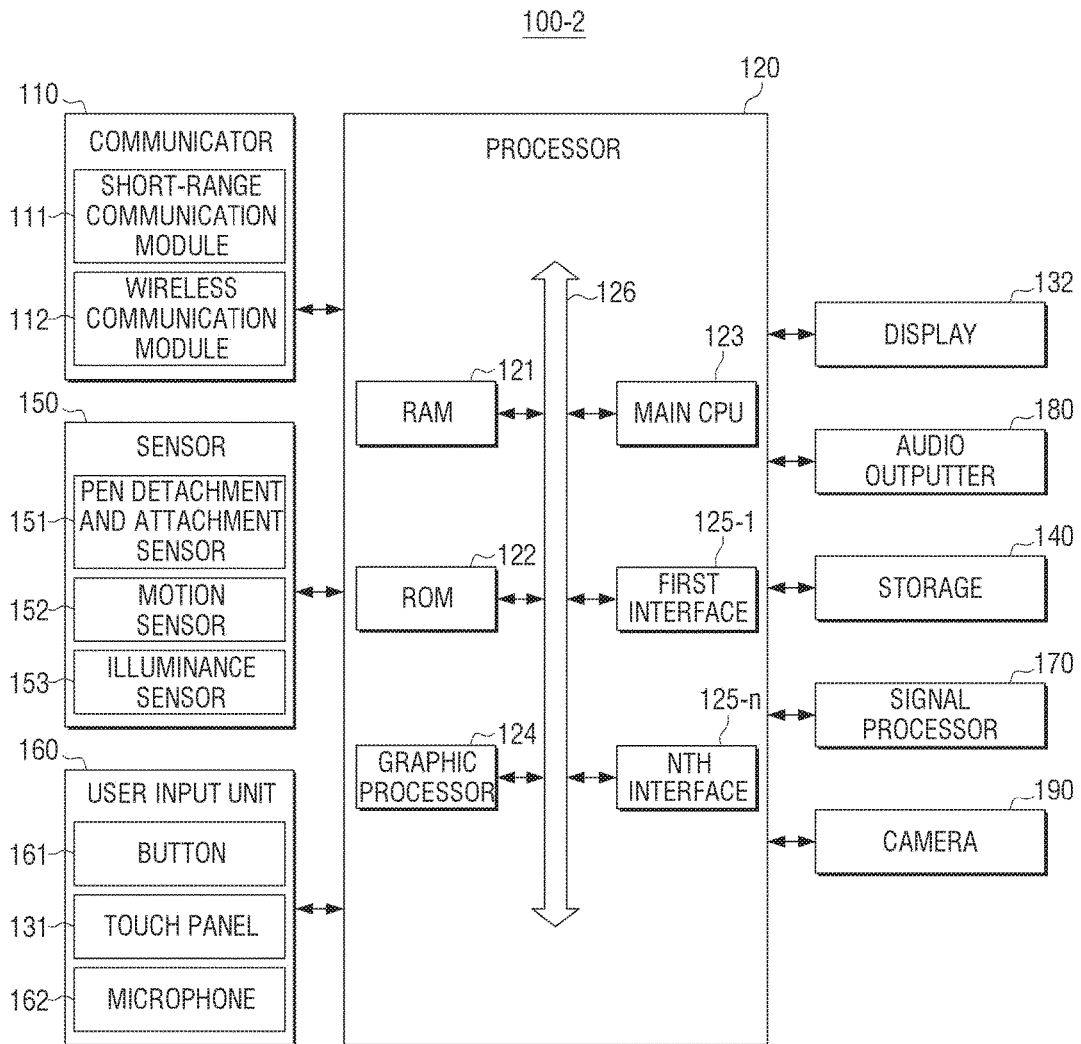 100-2
110
COMMUNICATOR
111
SHORT-RANGE
COMMUNICATION
MODULE
112
WIRELESS
COMMUNICATION
MODULE
150
SENSOR
151
PEN DETACHMENT
AND ATTACHMENT
SENSOR
152
MOTION
SENSOR
153
ILLUMINANCE
SENSOR
160
USER INPUT UNIT
161
BUTTON
131
TOUCH PANEL
162
MICROPHONE
120
PROCESSOR
126
121
RAM
123
MAIN CPU
122
ROM
125-1
FIRST
INTERFACE
124
GRAPHIC
PROCESSOR
125-n
NTH
INTERFACE
132
DISPLAY
180
AUDIO
OUTPUTTER
140
STORAGE
170
SIGNAL
PROCESSOR
190
CAMERA